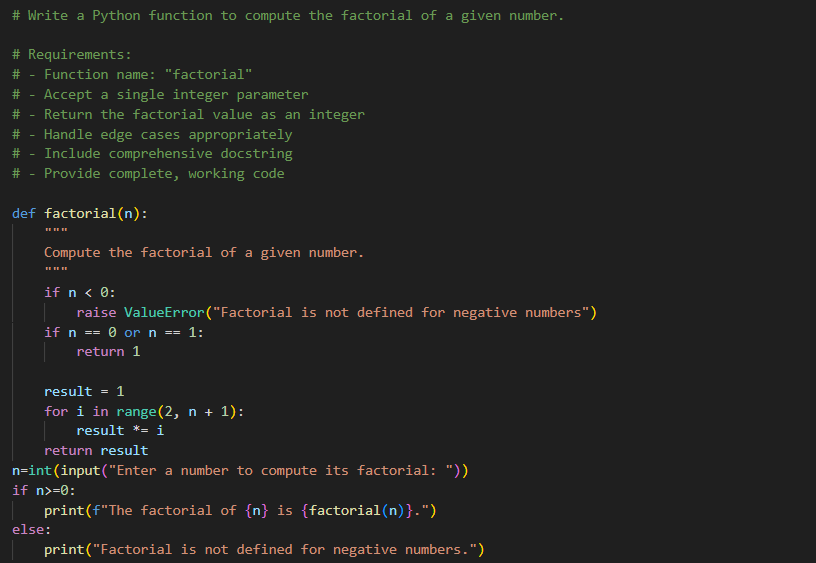 # Write a Python function to compute the factorial of a given number.

# Requirements:
# - Function name: "factorial"
# - Accept a single integer parameter
# - Return the factorial value as an integer
# - Handle edge cases appropriately
# - Include comprehensive docstring
# - Provide complete, working code

def factorial(n):
    """
    Compute the factorial of a given number.
    """
    if n < 0:
        raise ValueError("Factorial is not defined for negative numbers")
    if n == 0 or n == 1:
        return 1

    result = 1
    for i in range(2, n + 1):
        result *= i
    return result
n=int(input("Enter a number to compute its factorial: "))
if n>=0:
    print(f"The factorial of {n} is {factorial(n)}.")
else:
    print("Factorial is not defined for negative numbers.")